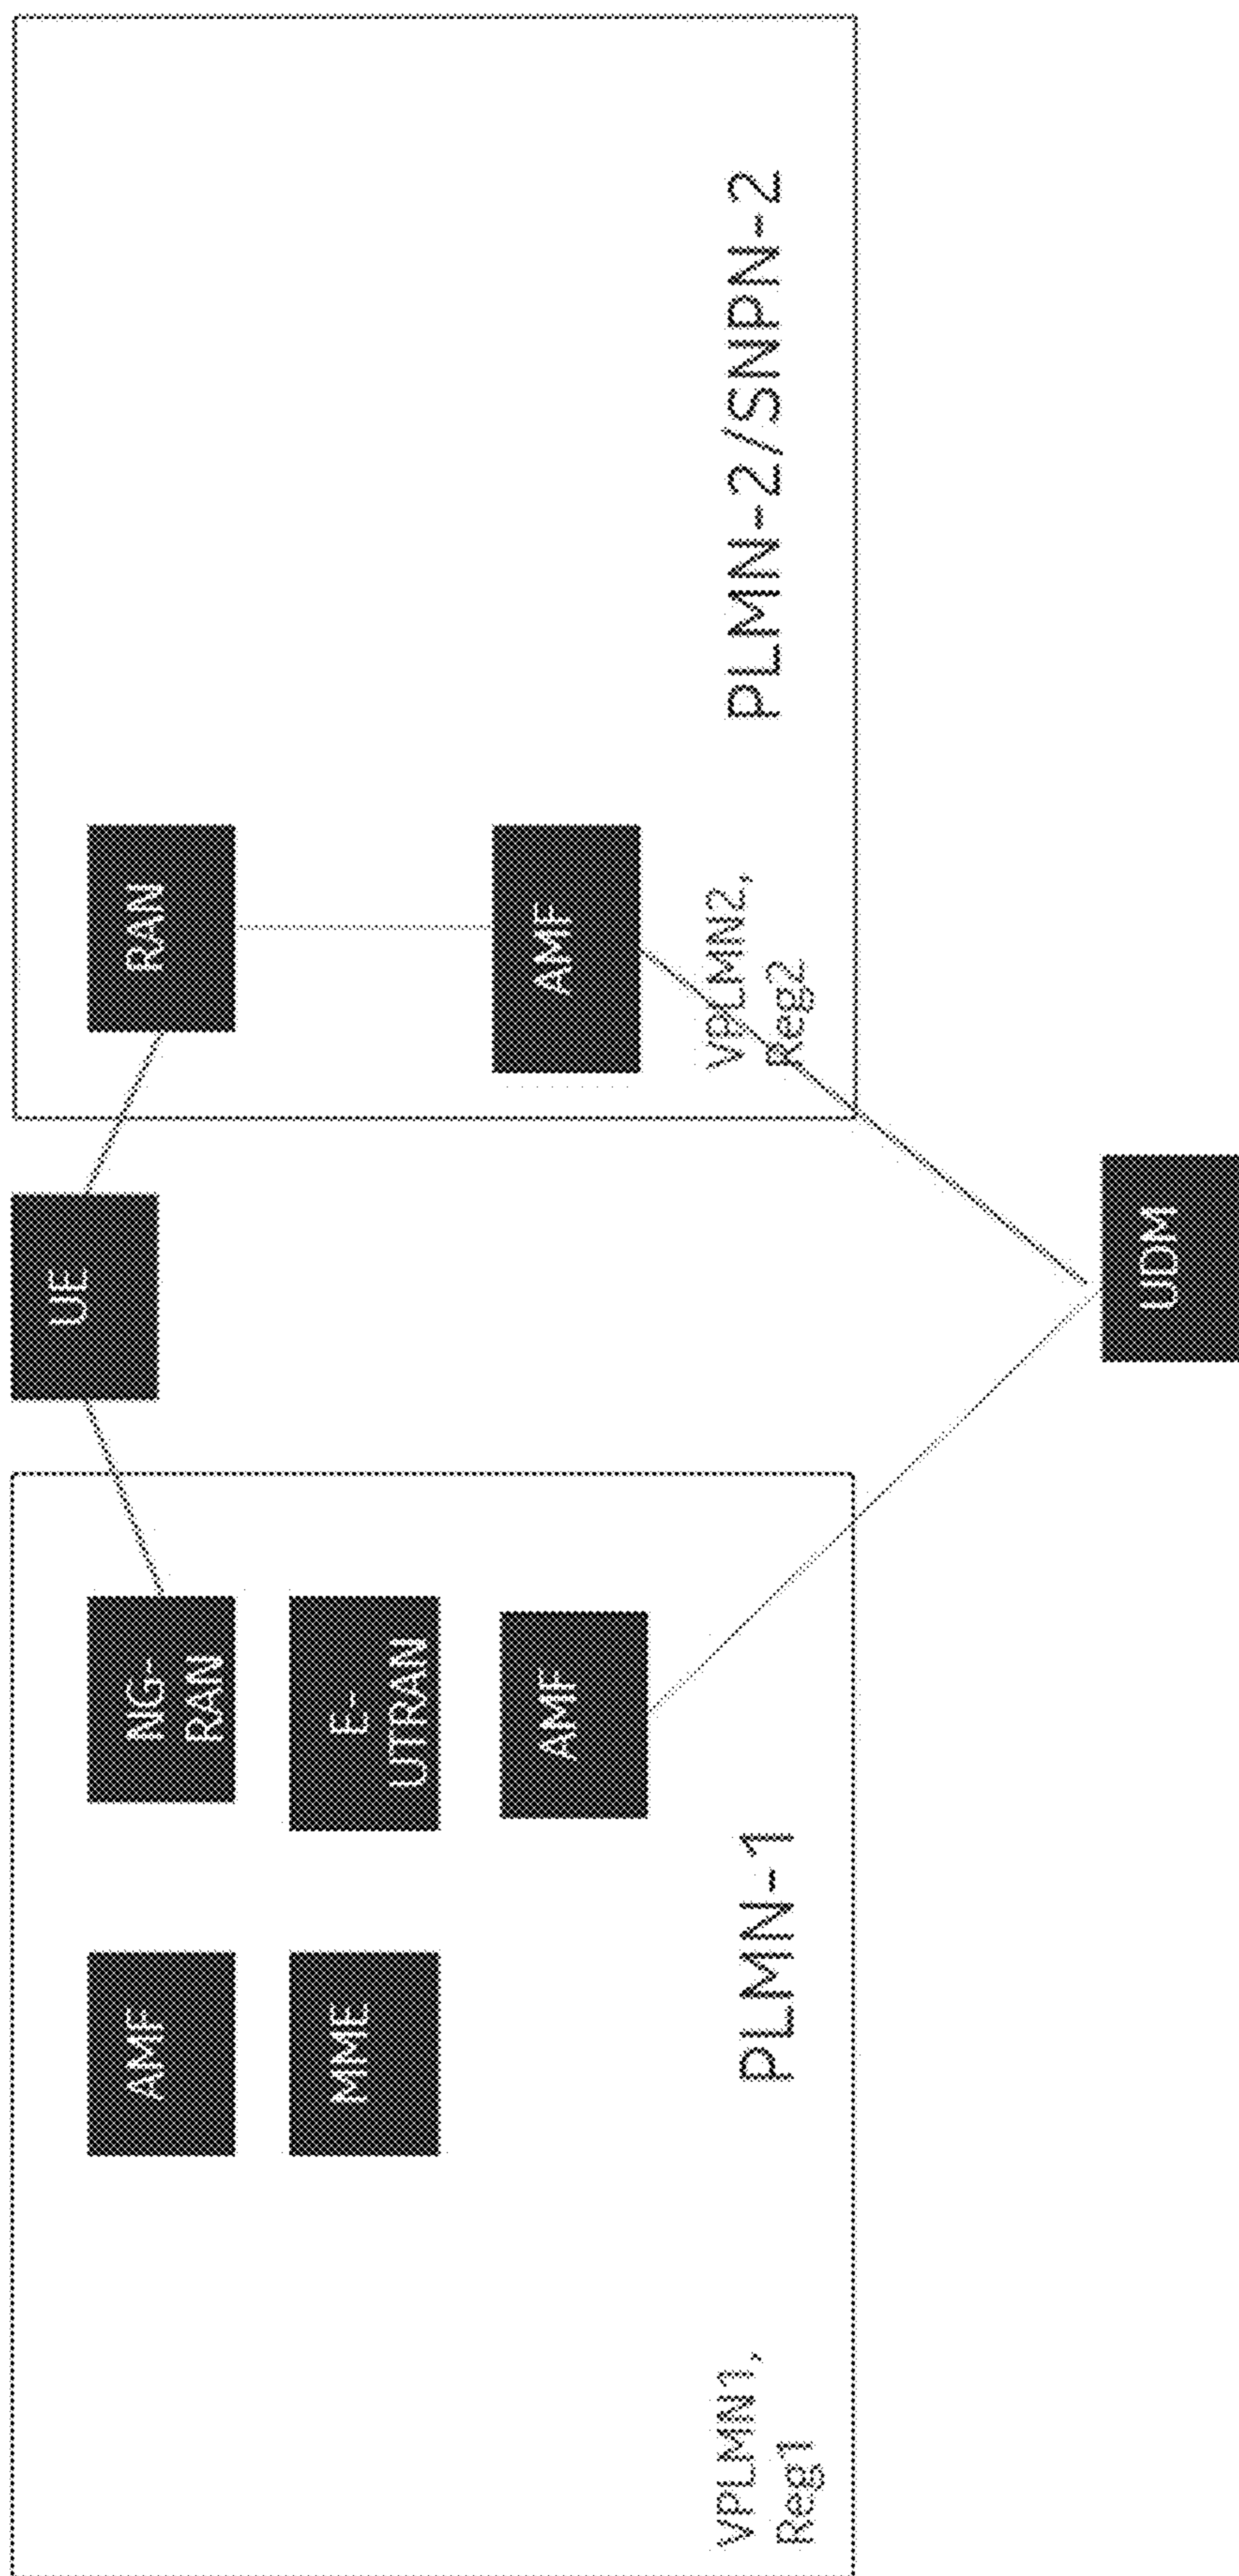 UE
AMF
NG-
RAN
RAN
MME
E-
UTRAN
AMF
AMF
VPLMN1,
Reg1
PLMN-1
VPLMN2,
Reg2
PLMN-2/SNPN-2
UDM